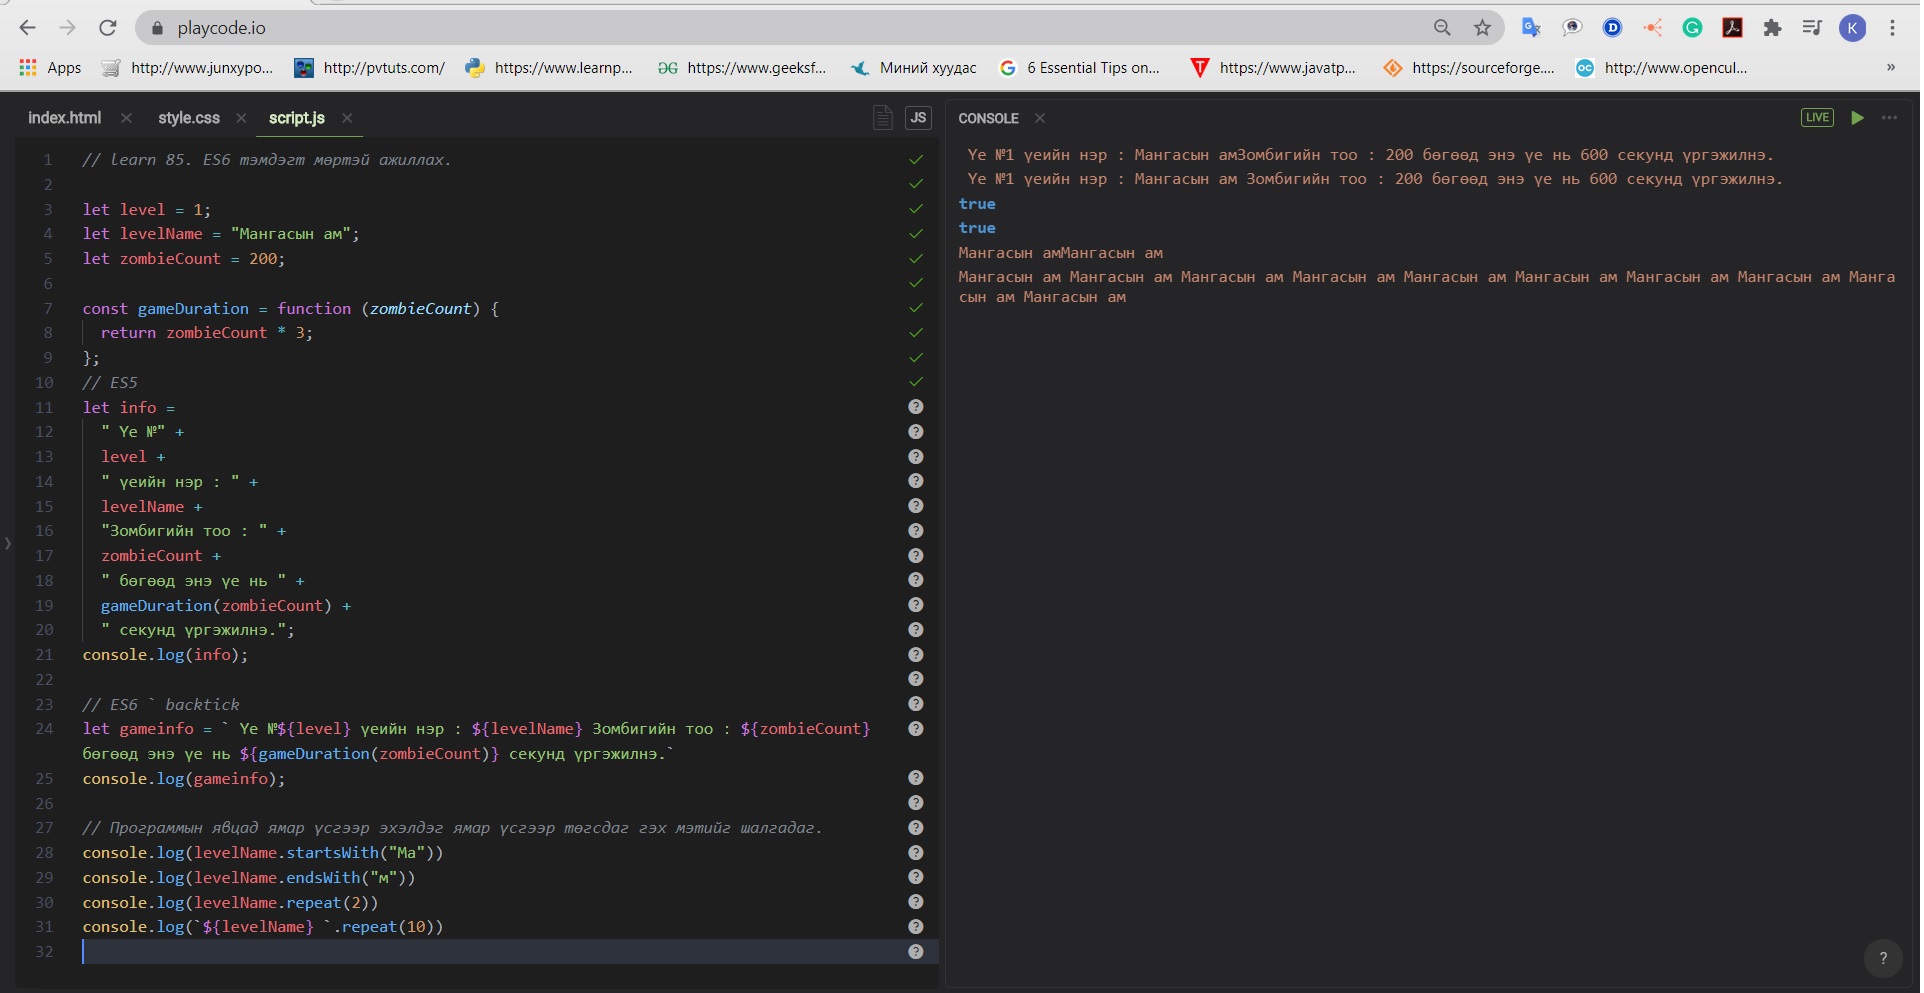 playcode.io
K
Apps
http://www.junxypo...
http://pvtuts.com/
https://www.learnp...
https://www.geeksf...
Миний хуудас
6 Essential Tips on...
https://www.javatp...
https://sourceforge....
http://www.opencul...
»
index.html
style.css
script.js
JS
1 // learn 85. ES6 тэмдэгт мөртэй ажиллах.
2
3 let level = 1;
4 let levelName = "Мангасын ам";
5 let zombieCount = 200;
6
7 const gameDuration = function (zombieCount) {
8 return zombieCount * 3;
9 };
10 // ES5
11 let info =
12 " Үе №" +
13 level +
14 " үеийн нэр : " +
15 levelName +
16 "Зомбигийн тоо : " +
17 zombieCount +
18 " бөгөөд энэ үе нь " +
19 gameDuration(zombieCount) +
20 " секунд үргэжилнэ.";
21 console.log(info);
22
23 // ES6 ` backtick
24 let gameinfo = ` Үе №${level} үеийн нэр : ${levelName} Зомбигийн тоо : ${zombieCount}
бөгөөд энэ үе нь ${gameDuration(zombieCount)} секунд үргэжилнэ.`
25 console.log(gameinfo);
26
27 // Программын явцад ямар үсгээр эхэлдэг ямар үсгээр төгсдаг гэх мэтийг шалгадаг.
28 console.log(levelName.startsWith("Ма"))
29 console.log(levelName.endsWith("м"))
30 console.log(levelName.repeat(2))
31 console.log(`${levelName} `.repeat(10))
32
CONSOLE
LIVE
Үе №1 үеийн нэр : Мангасын амЗомбигийн тоо : 200 бөгөөд энэ үе нь 600 секунд үргэжилнэ.
Үе №1 үеийн нэр : Мангасын ам Зомбигийн тоо : 200 бөгөөд энэ үе нь 600 секунд үргэжилнэ.
true
true
Мангасын амМангасын ам
Мангасын ам Мангасын ам Мангасын ам Мангасын ам Мангасын ам Мангасын ам Мангасын ам Мангасын ам Манга
сын ам Мангасын ам
?